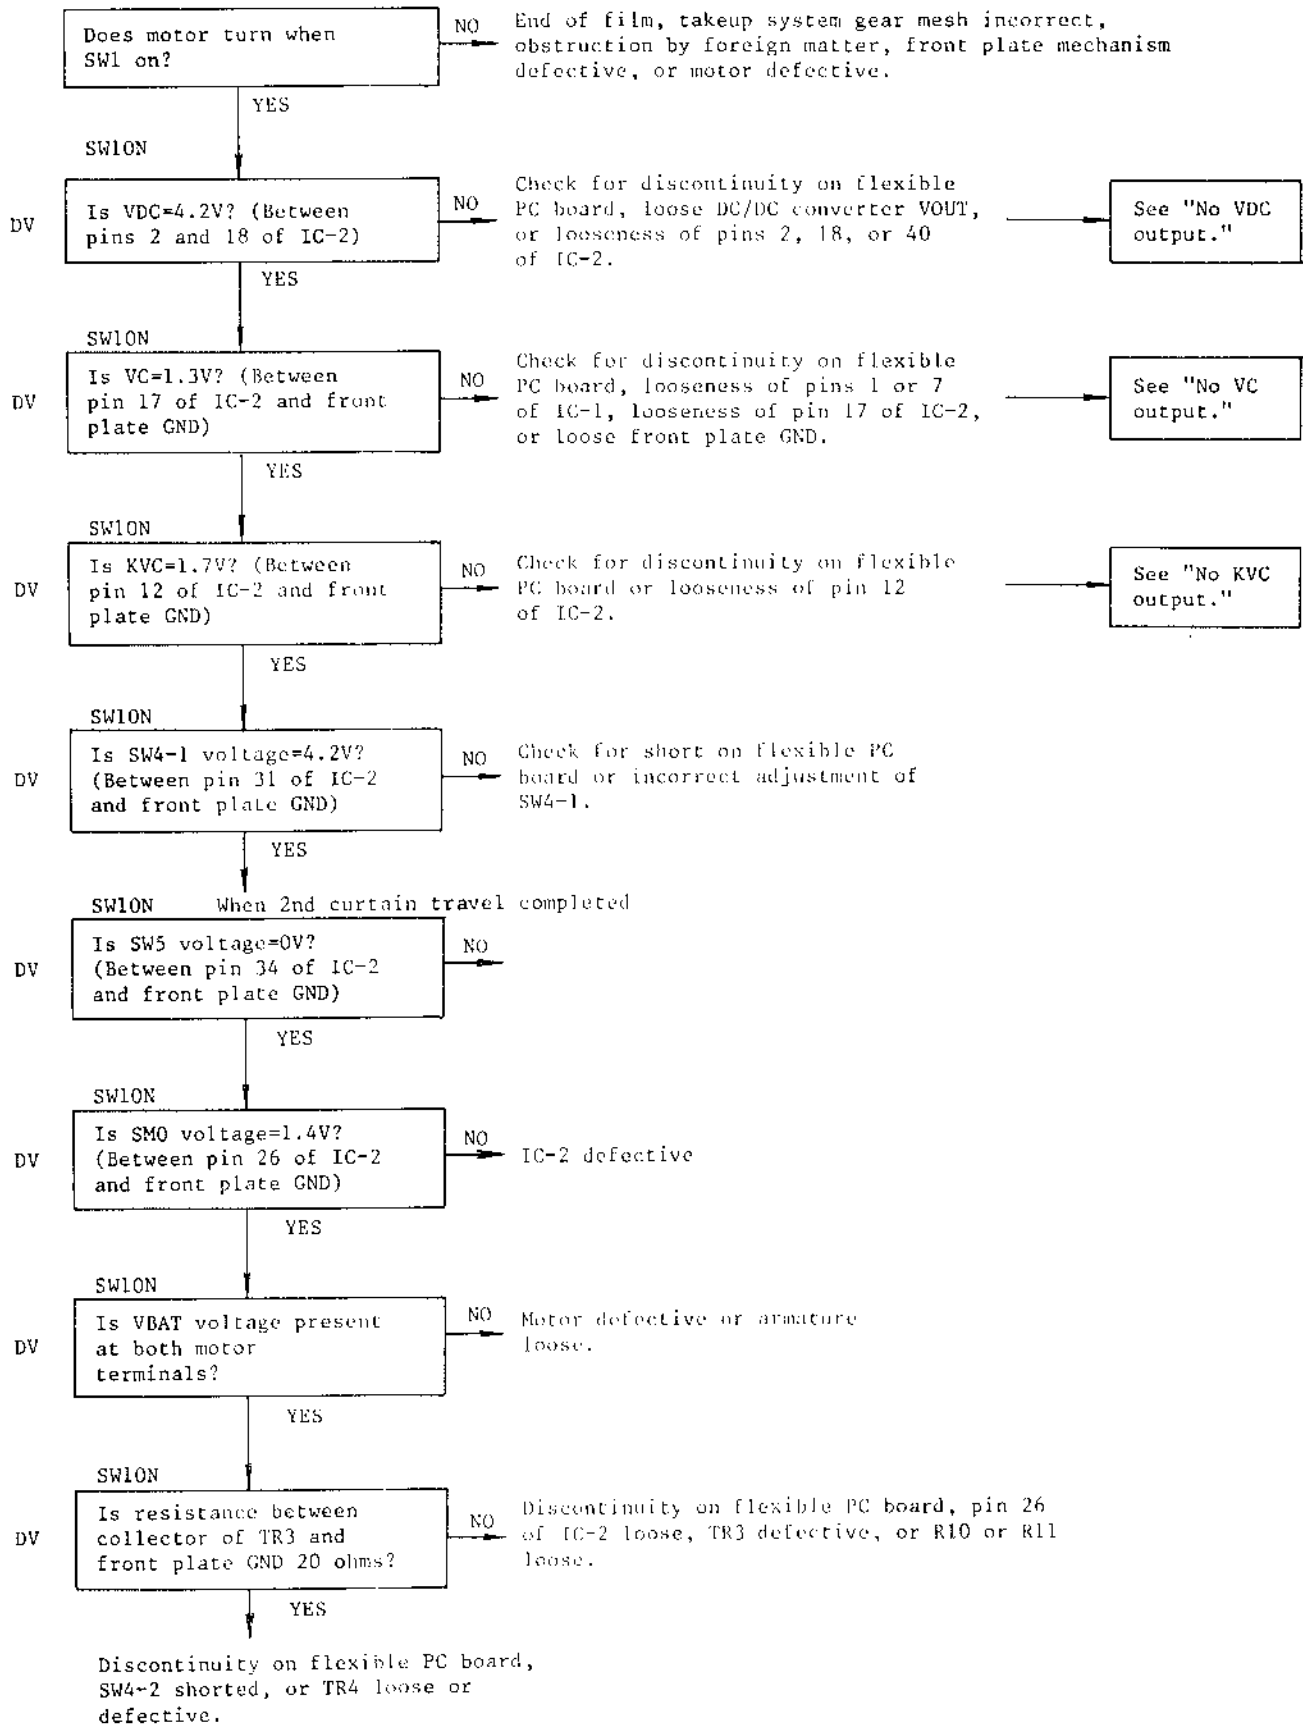 Does motor turn when
SW1 on?
NO
End of film, takeup system gear mesh incorrect,
obstruction by foreign matter, front plate mechanism
defective, or motor defective.
YES
SW1ON
DV
Is VDC=4.2V? (Between
pins 2 and 18 of IC-2)
NO
Check for discontinuity on flexible
PC board, loose DC/DC converter VOUT,
or looseness of pins 2, 18, or 40
of IC-2.
See "No VDC
output."
YES
SW1ON
DV
Is VC=1.3V? (Between
pin 17 of IC-2 and front
plate GND)
NO
Check for discontinuity on flexible
PC board, looseness of pins 1 or 7
of IC-1, looseness of pin 17 of IC-2,
or loose front plate GND.
See "No VC
output."
YES
SW1ON
DV
Is KVC=1.7V? (Between
pin 12 of IC-2 and front
plate GND)
NO
Check for discontinuity on flexible
PC board or looseness of pin 12
of IC-2.
See "No KVC
output."
YES
SW1ON
DV
Is SW4-1 voltage=4.2V?
(Between pin 31 of IC-2
and front plate GND)
NO
Check for short on flexible PC
board or incorrect adjustment of
SW4-1.
YES
SW1ON When 2nd curtain travel completed
DV
Is SW5 voltage=0V?
(Between pin 34 of IC-2
and front plate GND)
NO
YES
SW1ON
DV
Is SMO voltage=1.4V?
(Between pin 26 of IC-2
and front plate GND)
NO
IC-2 defective
YES
SW1ON
DV
Is VBAT voltage present
at both motor
terminals?
NO
Motor defective or armature
loose.
YES
SW1ON
DV
Is resistance between
collector of TR3 and
front plate GND 20 ohms?
NO
Discontinuity on flexible PC board, pin 26
of IC-2 loose, TR3 defective, or R10 or R11
loose.
YES
Discontinuity on flexible PC board,
SW4-2 shorted, or TR4 loose or
defective.